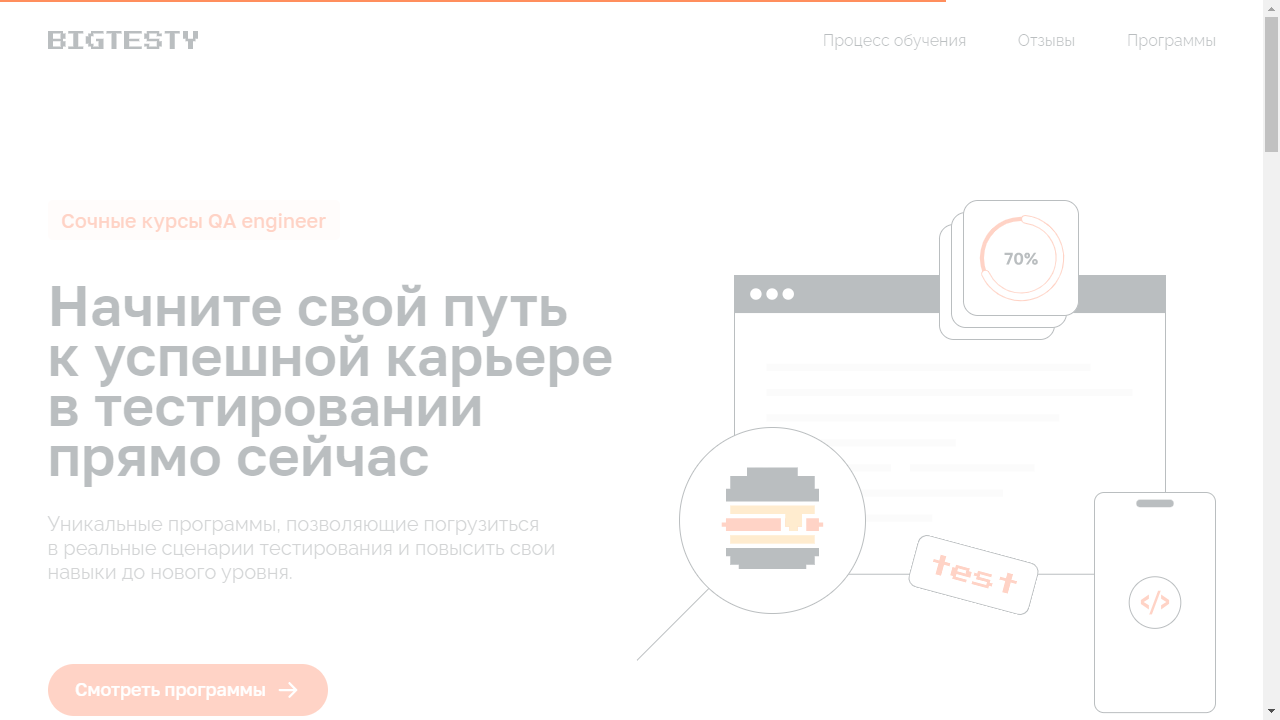 BIGTESTY
Процесс обучения
Отзывы
Программы
Сочные курсы QA engineer
Начните свой путь
к успешной карьере
в тестировании
прямо сейчас
Уникальные программы, позволяющие погрузиться
в реальные сценарии тестирования и повысить свои
навыки до нового уровня.
Смотреть программы
70%
test
</>